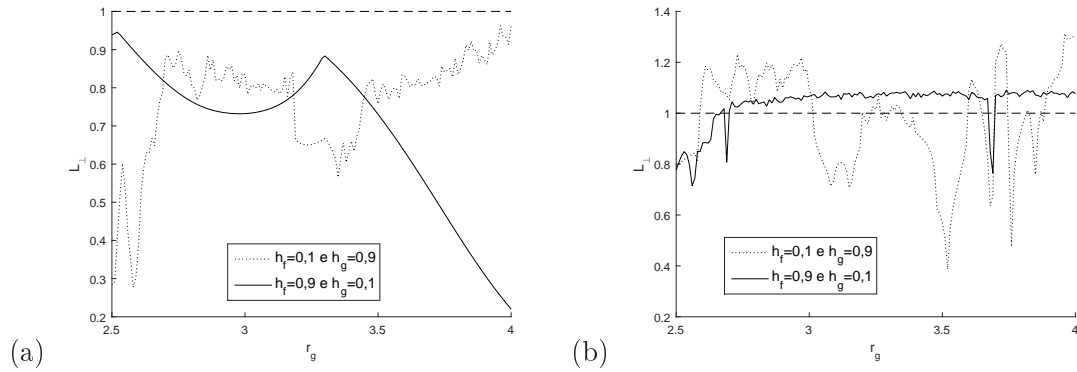 1
0.9
0.8
0.7
0.6
0.5
0.4
0.3
0.2
L⊥
h_f=0,1 e h_g=0,9
h_f=0,9 e h_g=0,1
2.5 3 3.5 4
r_g
(a)
1.4
1.2
1
0.8
0.6
0.4
0.2
L⊥
h_f=0,1 e h_g=0,9
h_f=0,9 e h_g=0,1
2.5 3 3.5 4
r_g
(b)